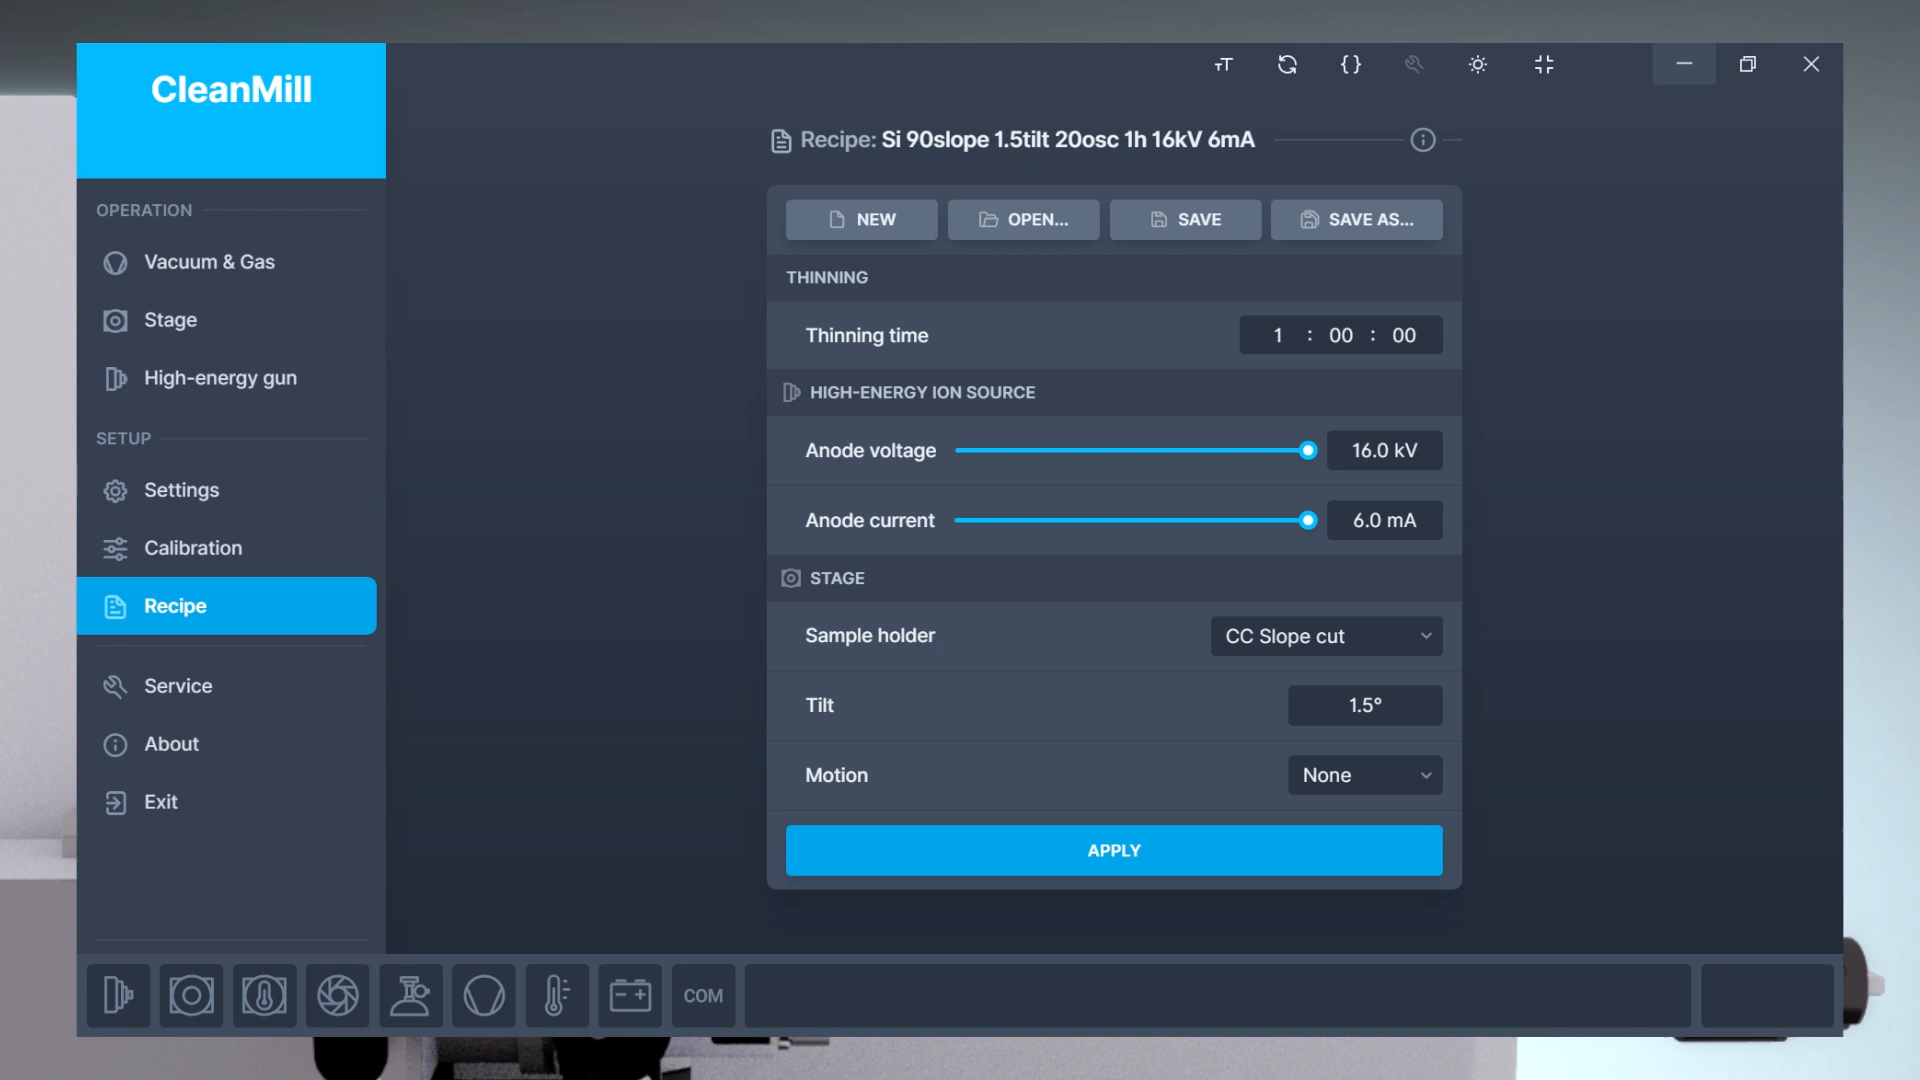 CleanMill
OPERATION
Vacuum & Gas
Stage
High-energy gun
SETUP
Settings
Calibration
Recipe
Service
About
Exit
Recipe: Si 90slope 1.5tilt 20osc 1h 16kV 6mA
NEW
OPEN...
SAVE
SAVE AS...
THINNING
Thinning time 1 : 00 : 00
HIGH-ENERGY ION SOURCE
Anode voltage 16.0 kV
Anode current 6.0 mA
STAGE
Sample holder CC Slope cut
Tilt 1.5°
Motion None
APPLY
COM